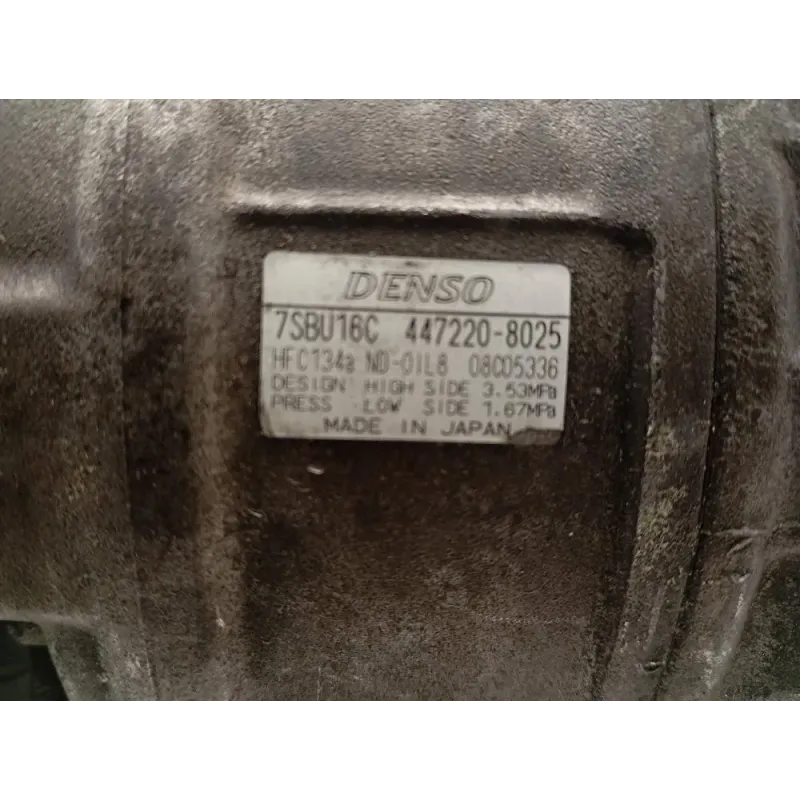 DENSO
7SBU16C 447220-8025
HFC134a ND-OIL8 08C05336
DESIGN HIGH SIDE 3.53MPa
PRESS LOW SIDE 1.67MPa
MADE IN JAPAN